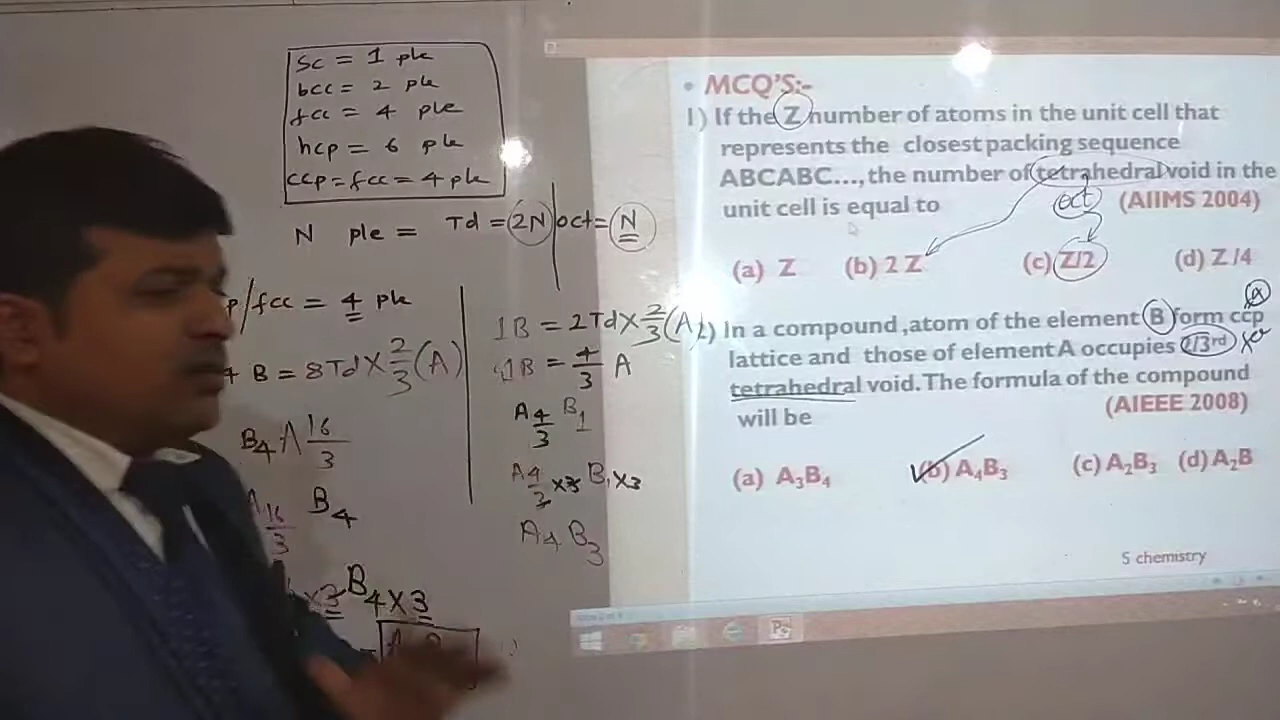 SC = 1 ple
bcc = 2 ple
fcc = 4 ple
hcp = 6 ple
CCP = fcc = 4 ple
N ple = Td = 2N oct = N
p/fcc = 4 ple
4 B = 8Td × 2/3 (A)
B4 A 16/3
A 16/3 B4
×3 B4×3
1B = 2Td × 2/3 (A)
1B = 4/3 A
A 4/3 B1
A 4/3 ×3 B1×3
A4 B3
• MCQ'S:-
1) If the Z number of atoms in the unit cell that
represents the closest packing sequence
ABCABC..., the number of tetrahedral void in the
unit cell is equal to oct (AIIMS 2004)
(a) Z (b) 2 Z (c) Z/2 (d) Z /4
2) In a compound ,atom of the element B form ccp
lattice and those of element A occupies 2/3rd
tetrahedral void. The formula of the compound
will be (AIEEE 2008)
(a) A3B4 (b) A4B3 (c) A2B3 (d) A2B
5 chemistry